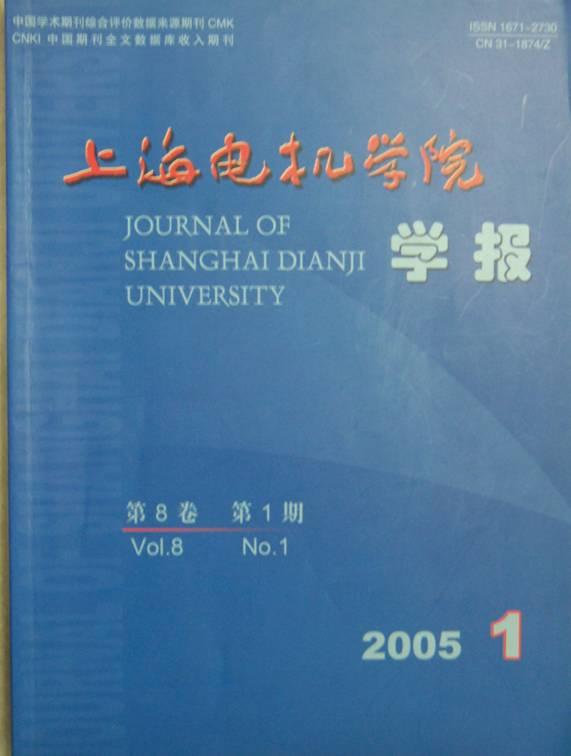 中国学术期刊综合评价数据来源期刊 CMK
CNKI 中国期刊全文数据库收入期刊
ISSN 1671-2730
CN 31-1874/Z
上海电机学院
学报
JOURNAL OF
SHANGHAI DIANJI
UNIVERSITY
第 8 卷 第 1 期
Vol.8 No.1
2005 1